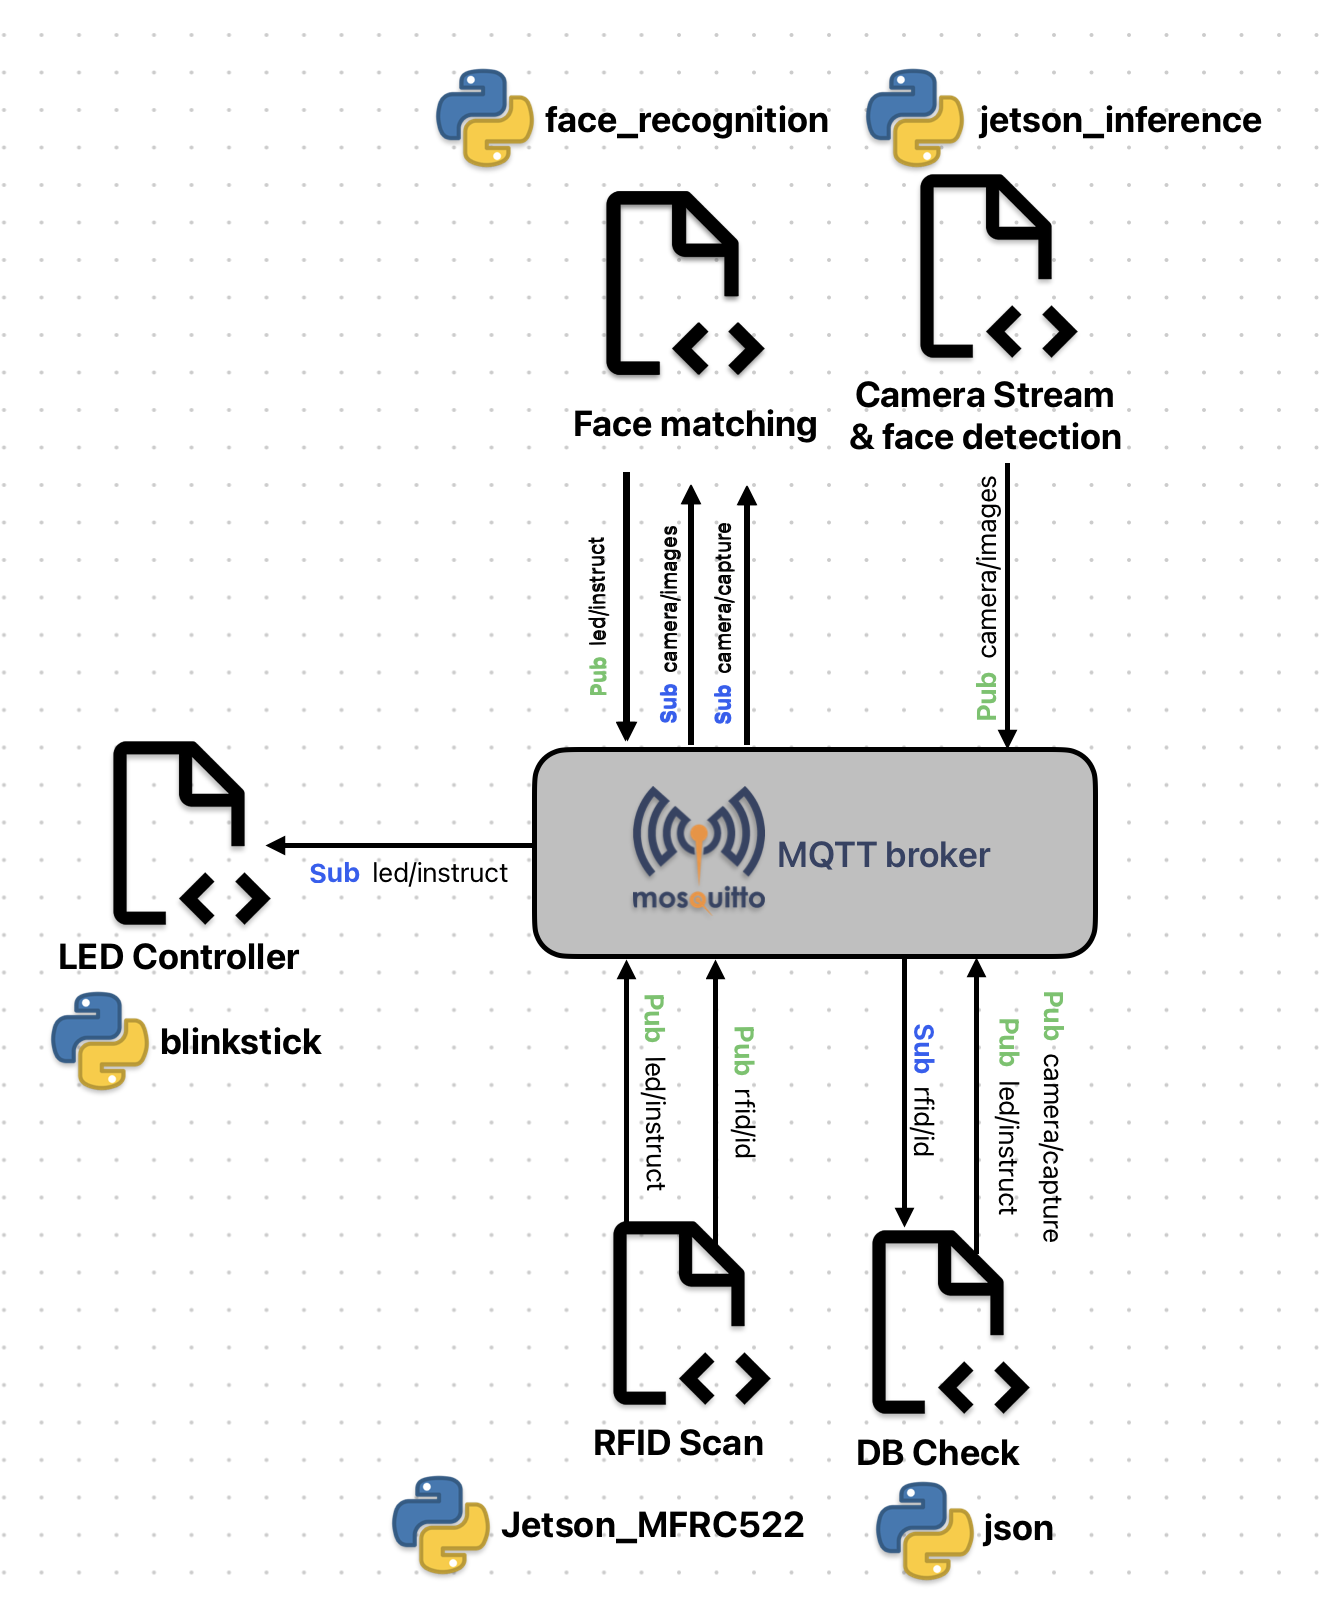 face_recognition
jetson_inference
Face matching
Camera Stream
& face detection
Pub led/instruct
Sub camera/images
Sub camera/capture
Pub camera/images
mosquitto
MQTT broker
Sub led/instruct
LED Controller
blinkstick
Pub led/instruct
Pub rfid/id
Sub rfid/id
Pub led/instruct
Pub camera/capture
RFID Scan
DB Check
Jetson_MFRC522
json